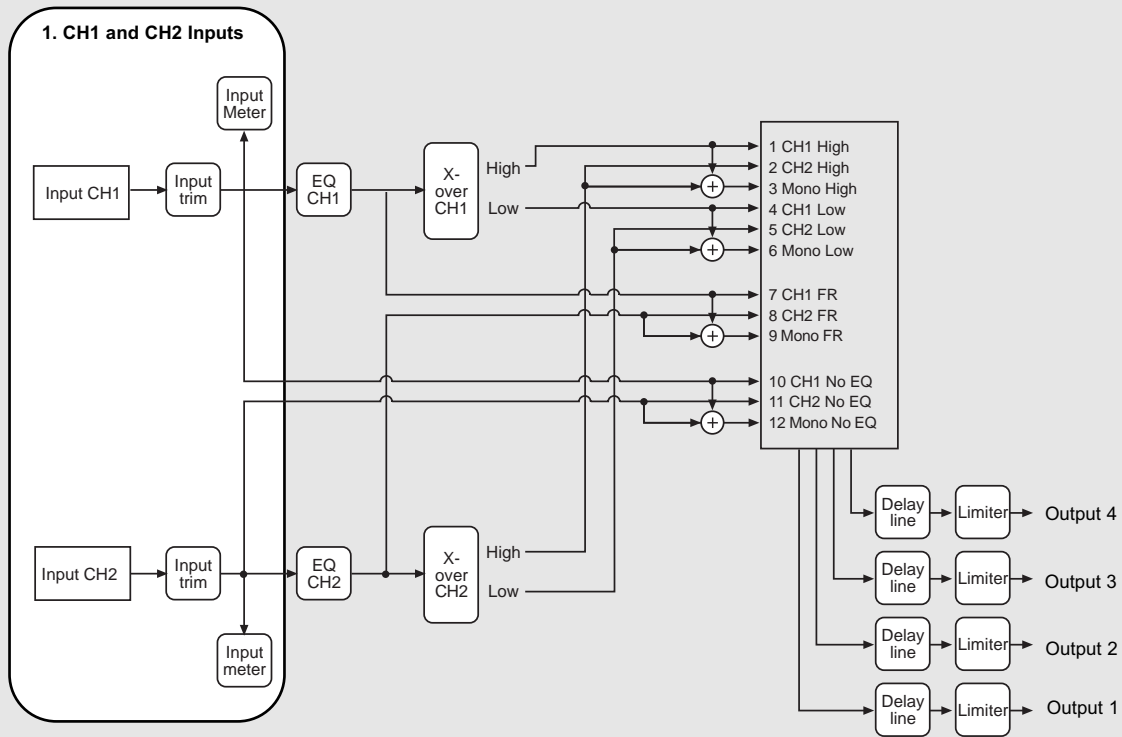 1. CH1 and CH2 Inputs
Input
Meter
Input CH1
Input
trim
EQ
CH1
X-
over
CH1
High
Low
1 CH1 High
2 CH2 High
3 Mono High
4 CH1 Low
5 CH2 Low
6 Mono Low
7 CH1 FR
8 CH2 FR
9 Mono FR
10 CH1 No EQ
11 CH2 No EQ
12 Mono No EQ
Input CH2
Input
trim
EQ
CH2
X-
over
CH2
High
Low
Input
meter
Delay
line
Limiter
Output 4
Delay
line
Limiter
Output 3
Delay
line
Limiter
Output 2
Delay
line
Limiter
Output 1